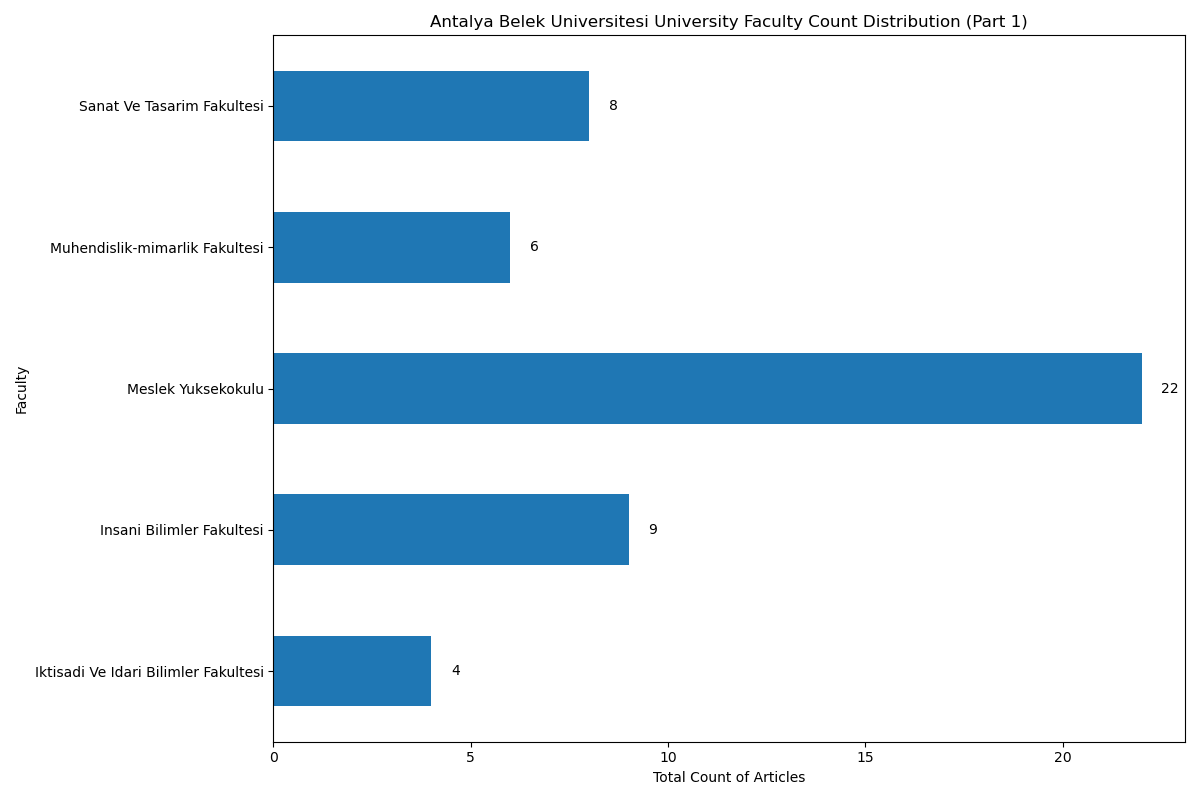 Antalya Belek Universitesi University Faculty Count Distribution (Part 1)
Sanat Ve Tasarim Fakultesi
8
Muhendislik-mimarlik Fakultesi
6
Meslek Yuksekokulu
22
Insani Bilimler Fakultesi
9
Iktisadi Ve Idari Bilimler Fakultesi
4
Faculty
0 5 10 15 20
Total Count of Articles